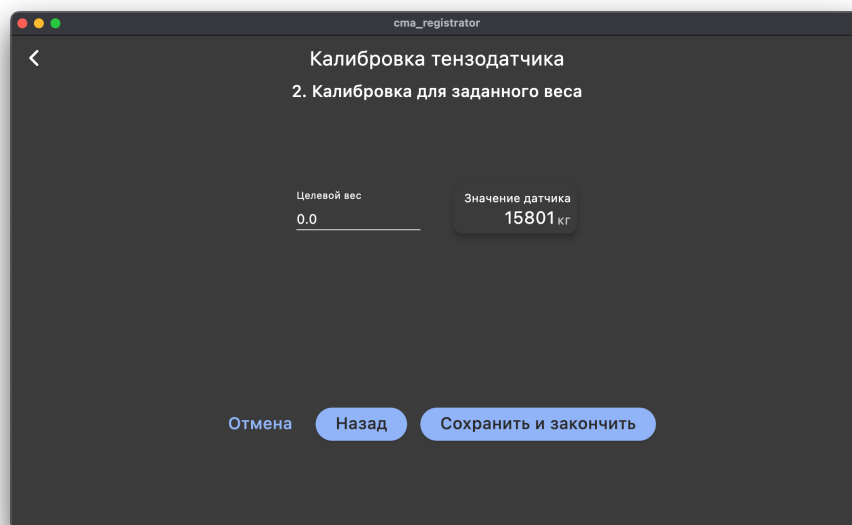 cma_registrator
Калибровка тензодатчика
2. Калибровка для заданного веса
Целевой вес
0.0
Значение датчика
15801 кг
Отмена
Назад
Сохранить и закончить